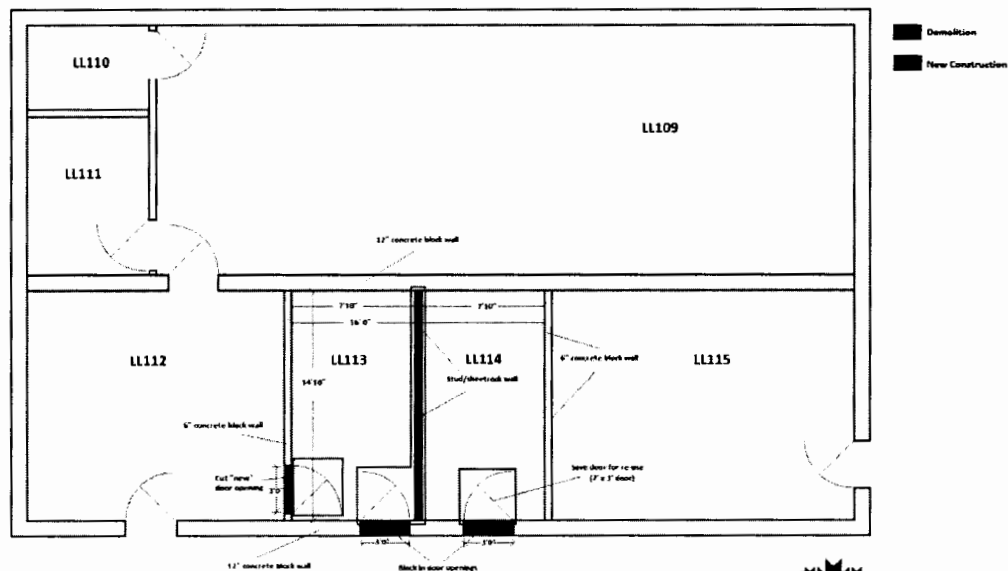 Demolition
New Construction
LL110
LL109
LL111
12" concrete block wall
7'10"
7'10"
16'0"
LL112
LL113
LL114
6" concrete block wall
LL115
Stud/sheetrock wall
14'10"
6" concrete block wall
Cut "new"
door opening
3'0"
Save door for re-use
(7' x 3' door)
3'0"
3'0"
12" concrete block wall
Block in door openings